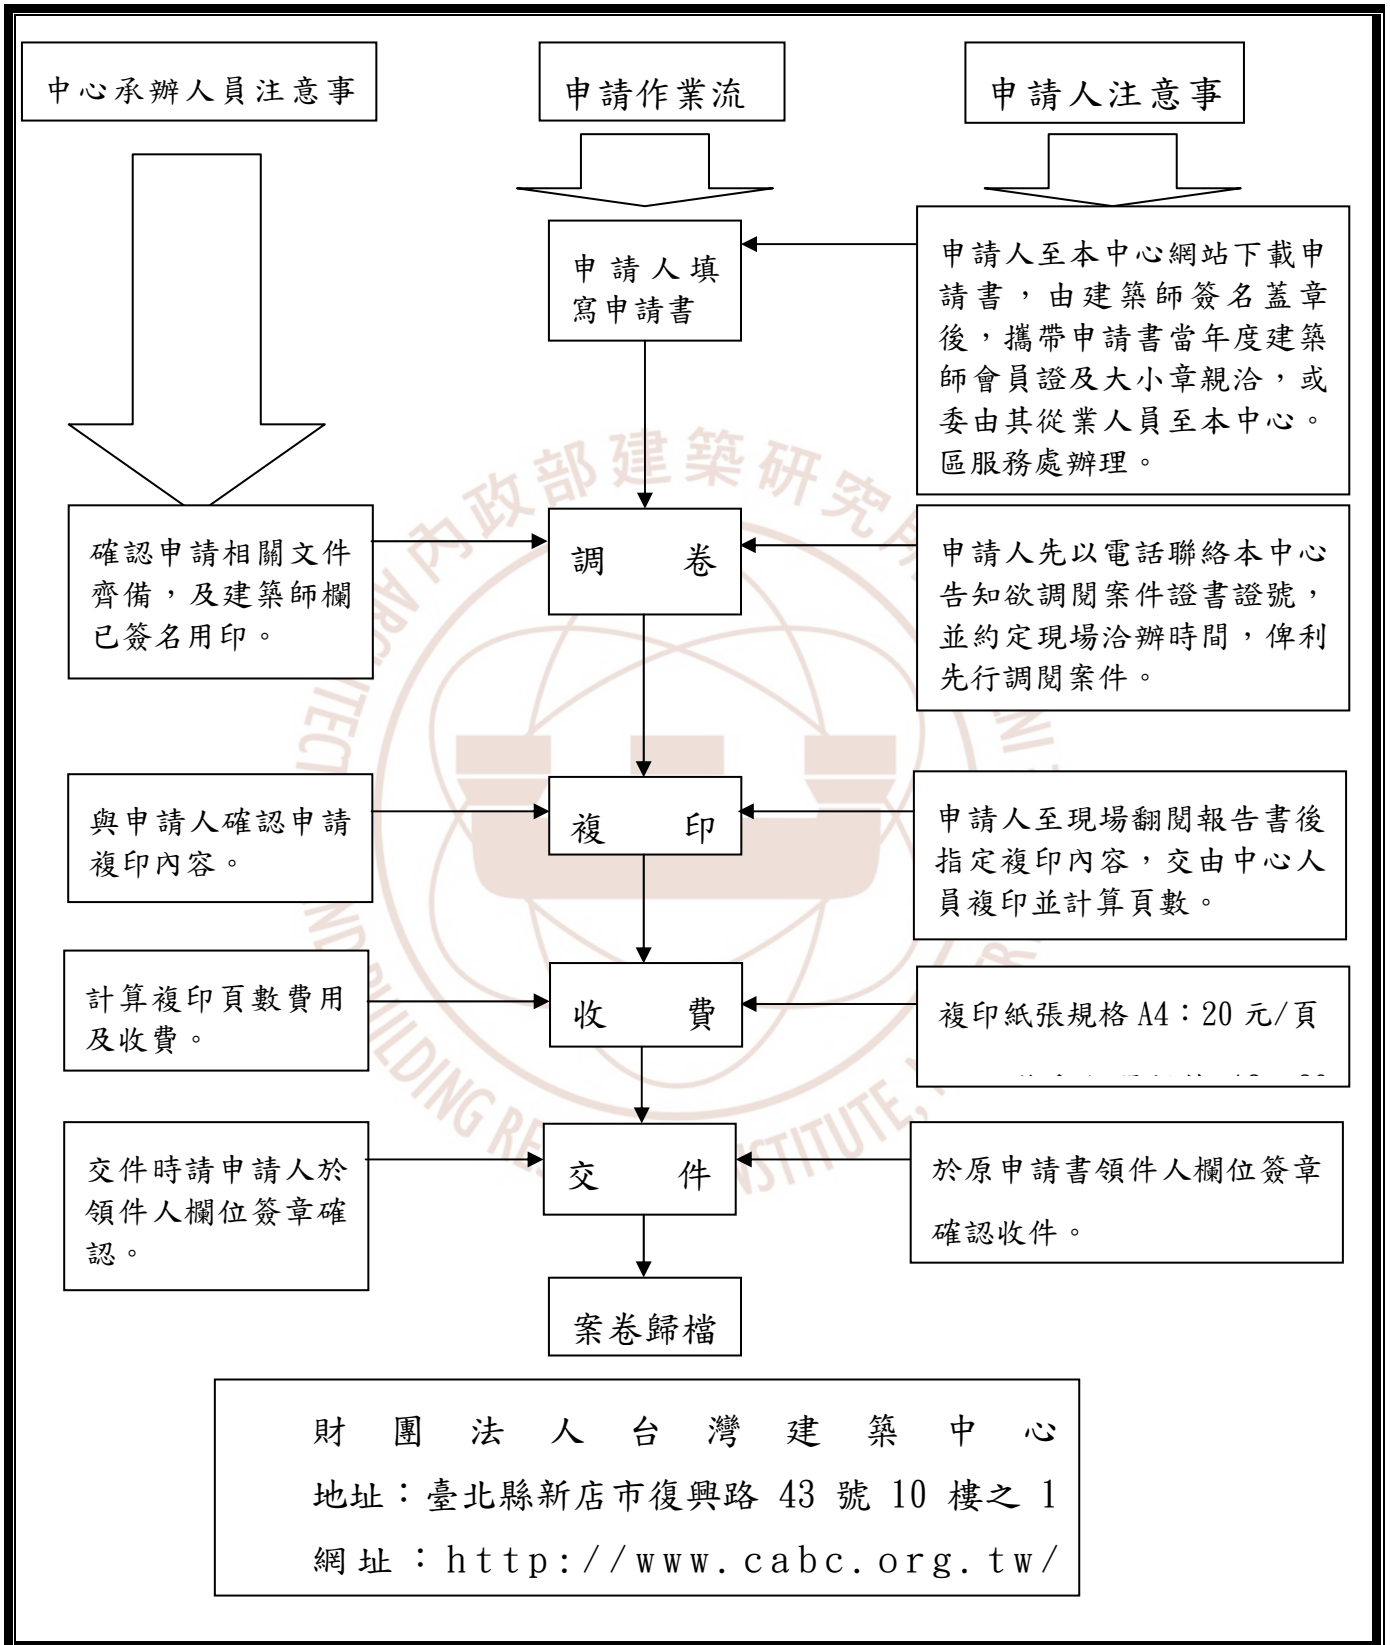 中心承辦人員注意事
申請作業流
申請人注意事
申請人填
寫申請書
申請人至本中心網站下載申
請書，由建築師簽名蓋章
後，攜帶申請書當年度建築
師會員證及大小章親洽，或
委由其從業人員至本中心。
區服務處辦理。
確認申請相關文件
齊備，及建築師欄
已簽名用印。
調 卷
申請人先以電話聯絡本中心
告知欲調閱案件證書證號，
並約定現場洽辦時間，俾利
先行調閱案件。
與申請人確認申請
複印內容。
複 印
申請人至現場翻閱報告書後
指定複印內容，交由中心人
員複印並計算頁數。
計算複印頁數費用
及收費。
收 費
複印紙張規格 A4：20 元/頁
交件時請申請人於
領件人欄位簽章確
認。
交 件
於原申請書領件人欄位簽章
確認收件。
案卷歸檔
財團法人台灣建築中心
地址：臺北縣新店市復興路 43 號 10 樓之 1
網址：http://www.cabc.org.tw/
內政部建築研究所